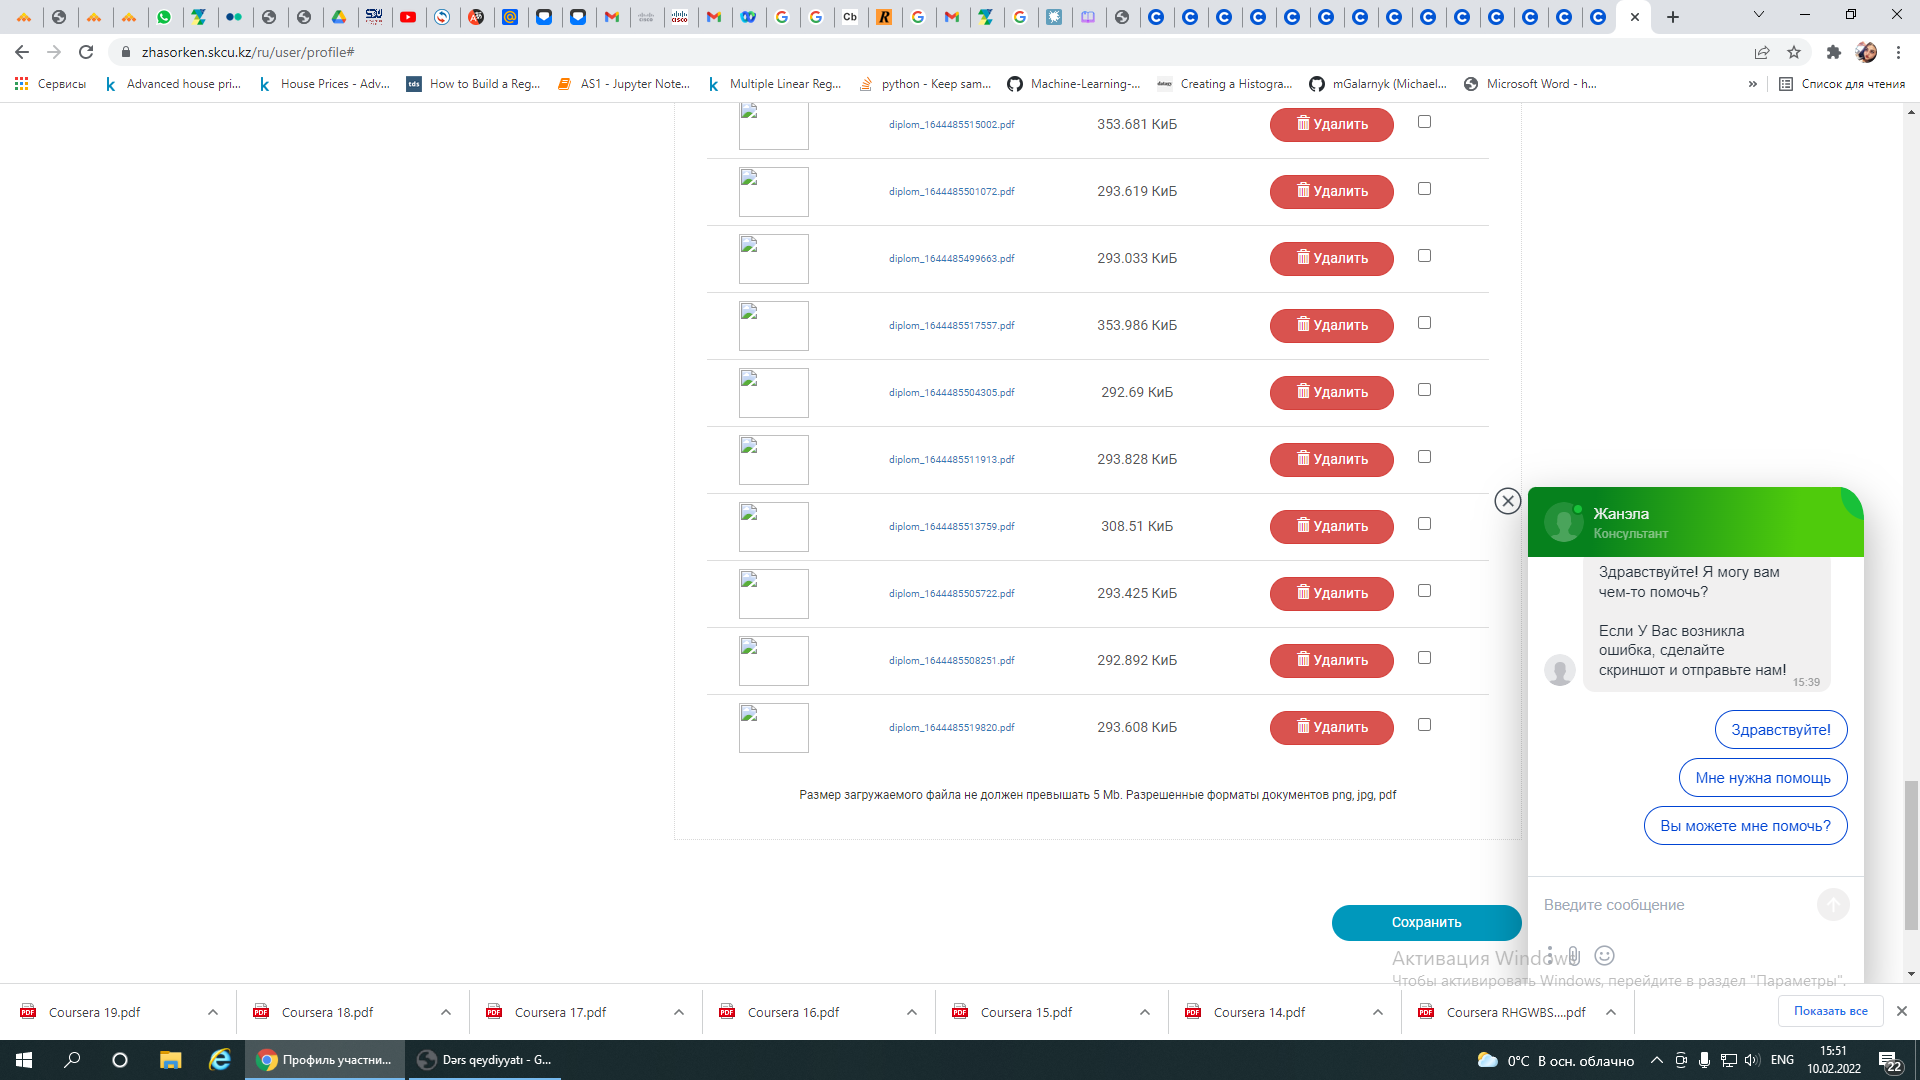 zhasorken.skcu.kz/ru/user/profile#
Сервисы
Advanced house pri...
House Prices - Adv...
How to Build a Reg...
AS1 - Jupyter Note...
Multiple Linear Reg...
python - Keep sam...
Machine-Learning-...
Creating a Histogra...
mGalarnyk (Michael...
Microsoft Word - h...
»
Список для чтения
diplom_1644485515002.pdf 353.681 КиБ Удалить
diplom_1644485501072.pdf 293.619 КиБ Удалить
diplom_1644485499663.pdf 293.033 КиБ Удалить
diplom_1644485517557.pdf 353.986 КиБ Удалить
diplom_1644485504305.pdf 292.69 КиБ Удалить
diplom_1644485511913.pdf 293.828 КиБ Удалить
diplom_1644485513759.pdf 308.51 КиБ Удалить
diplom_1644485505722.pdf 293.425 КиБ Удалить
diplom_1644485508251.pdf 292.892 КиБ Удалить
diplom_1644485519820.pdf 293.608 КиБ Удалить
Размер загружаемого файла не должен превышать 5 Mb. Разрешенные форматы документов png, jpg, pdf
Сохранить
Жанэла
Консультант
Здравствуйте! Я могу вам
чем-то помочь?
Если У Вас возникла
ошибка, сделайте
скриншот и отправьте нам!
15:39
Здравствуйте!
Мне нужна помощь
Вы можете мне помочь?
Введите сообщение
Активация Windows
Чтобы активировать Windows, перейдите в раздел "Параметры".
Coursera 19.pdf
Coursera 18.pdf
Coursera 17.pdf
Coursera 16.pdf
Coursera 15.pdf
Coursera 14.pdf
Coursera RHGWBS....pdf
Показать все
Профиль участни...
Dərs qeydiyyatı - G...
0°C В осн. облачно
ENG
15:51
10.02.2022
22